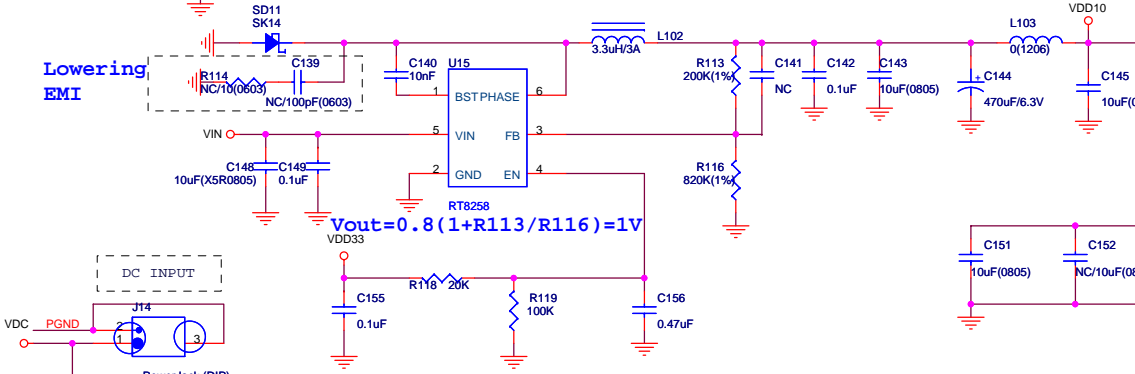 SD11
SK14
VDD10
L103
0(1206)
3.3uH/3A
L102
Lowering
EMI
R114
NC/10(0603)
C139
NC/100pF(0603)
C140
10nF
U15
1
BST
PHASE
6
5
VIN
FB
3
2
GND
EN
4
RT8258
R113
200K(1%)
C141
NC
C142
0.1uF
C143
10uF(0805)
+
C144
470uF/6.3V
C145
VIN
C148
10uF(X5R0805)
C149
0.1uF
R116
820K(1%)
Vout=0.8(1+R113/R116)=1V
VDD33
R118
20K
C155
0.1uF
R119
100K
C156
0.47uF
C151
10uF(0805)
C152
DC INPUT
J14
VDC
PGND
2
1
3